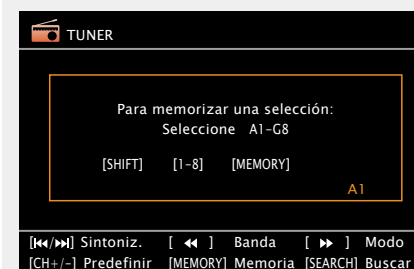 TUNER
Para memorizar una selección:
Seleccione A1-G8
[SHIFT] [1-8] [MEMORY]
A1
[⏮/⏭] Sintoniz. [ ◀◀ ] Banda [ ▶▶ ] Modo
[CH+/-] Predefinir [MEMORY] Memoria [SEARCH] Buscar